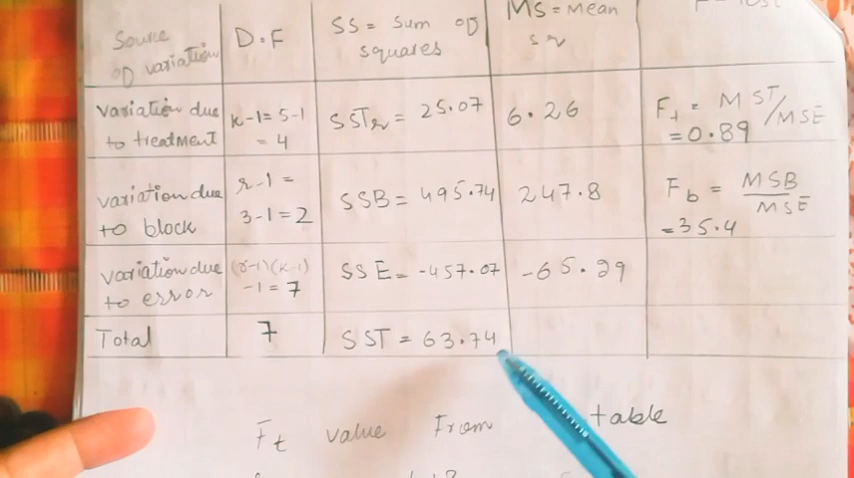 Source of variation
D.F
SS = Sum of squares
MS = Mean
Variation due to treatment
k-1 = 5-1 = 4
SSTr = 25.07
6.26
Ft = MST/MSE
= 0.89
variation due to block
r-1 =
3-1 = 2
SSB = 495.74
247.8
Fb = MSB/MSE
= 35.4
variation due to error
(r-1)(k-1)
-1 = 7
SSE = -457.07
-65.29
Total
7
SST = 63.74
Ft value From table